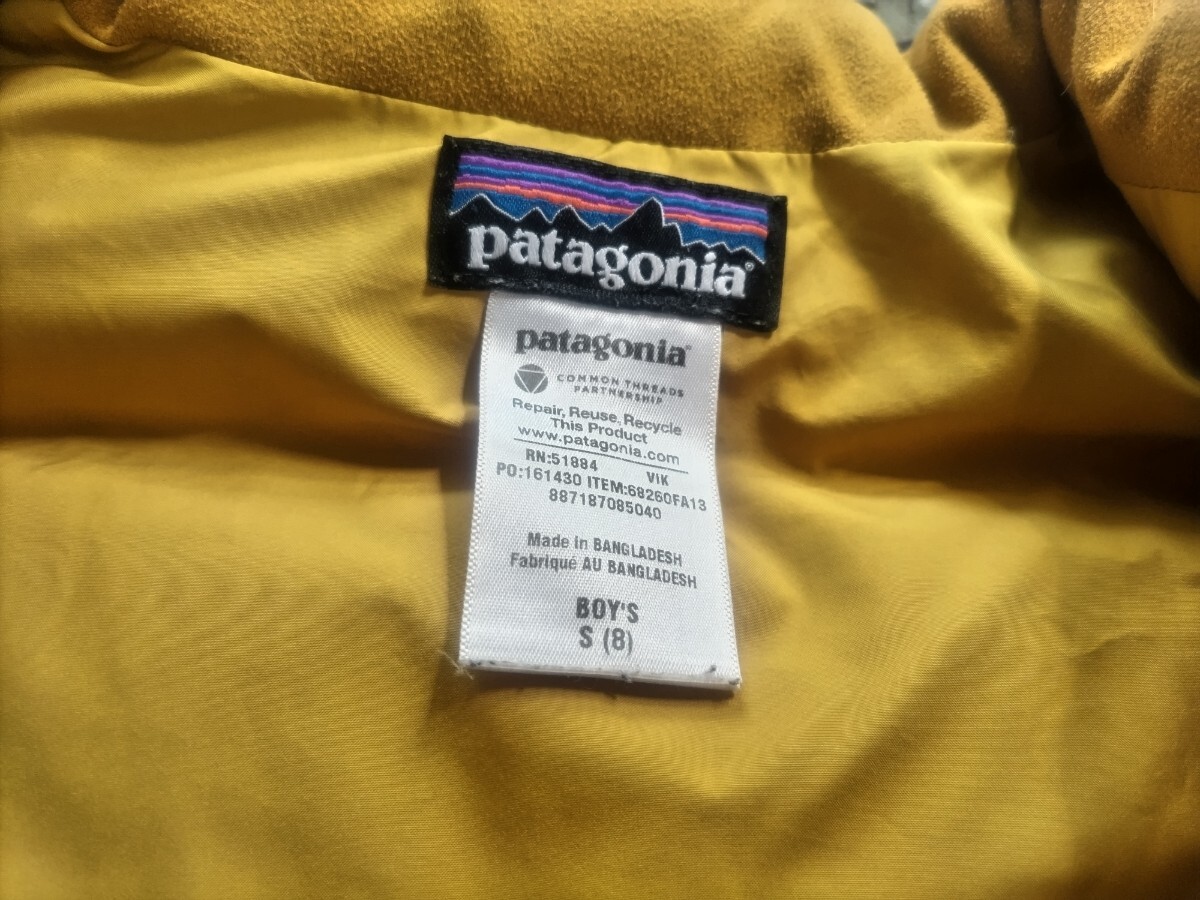 patagonia®
patagonia®
COMMON THREADS
PARTNERSHIP
Repair, Reuse, Recycle
This Product
www.patagonia.com
RN:51884 VIK
PO:161430 ITEM:68260FA13
887187085040
Made in BANGLADESH
Fabriqué AU BANGLADESH
BOY'S
S (8)